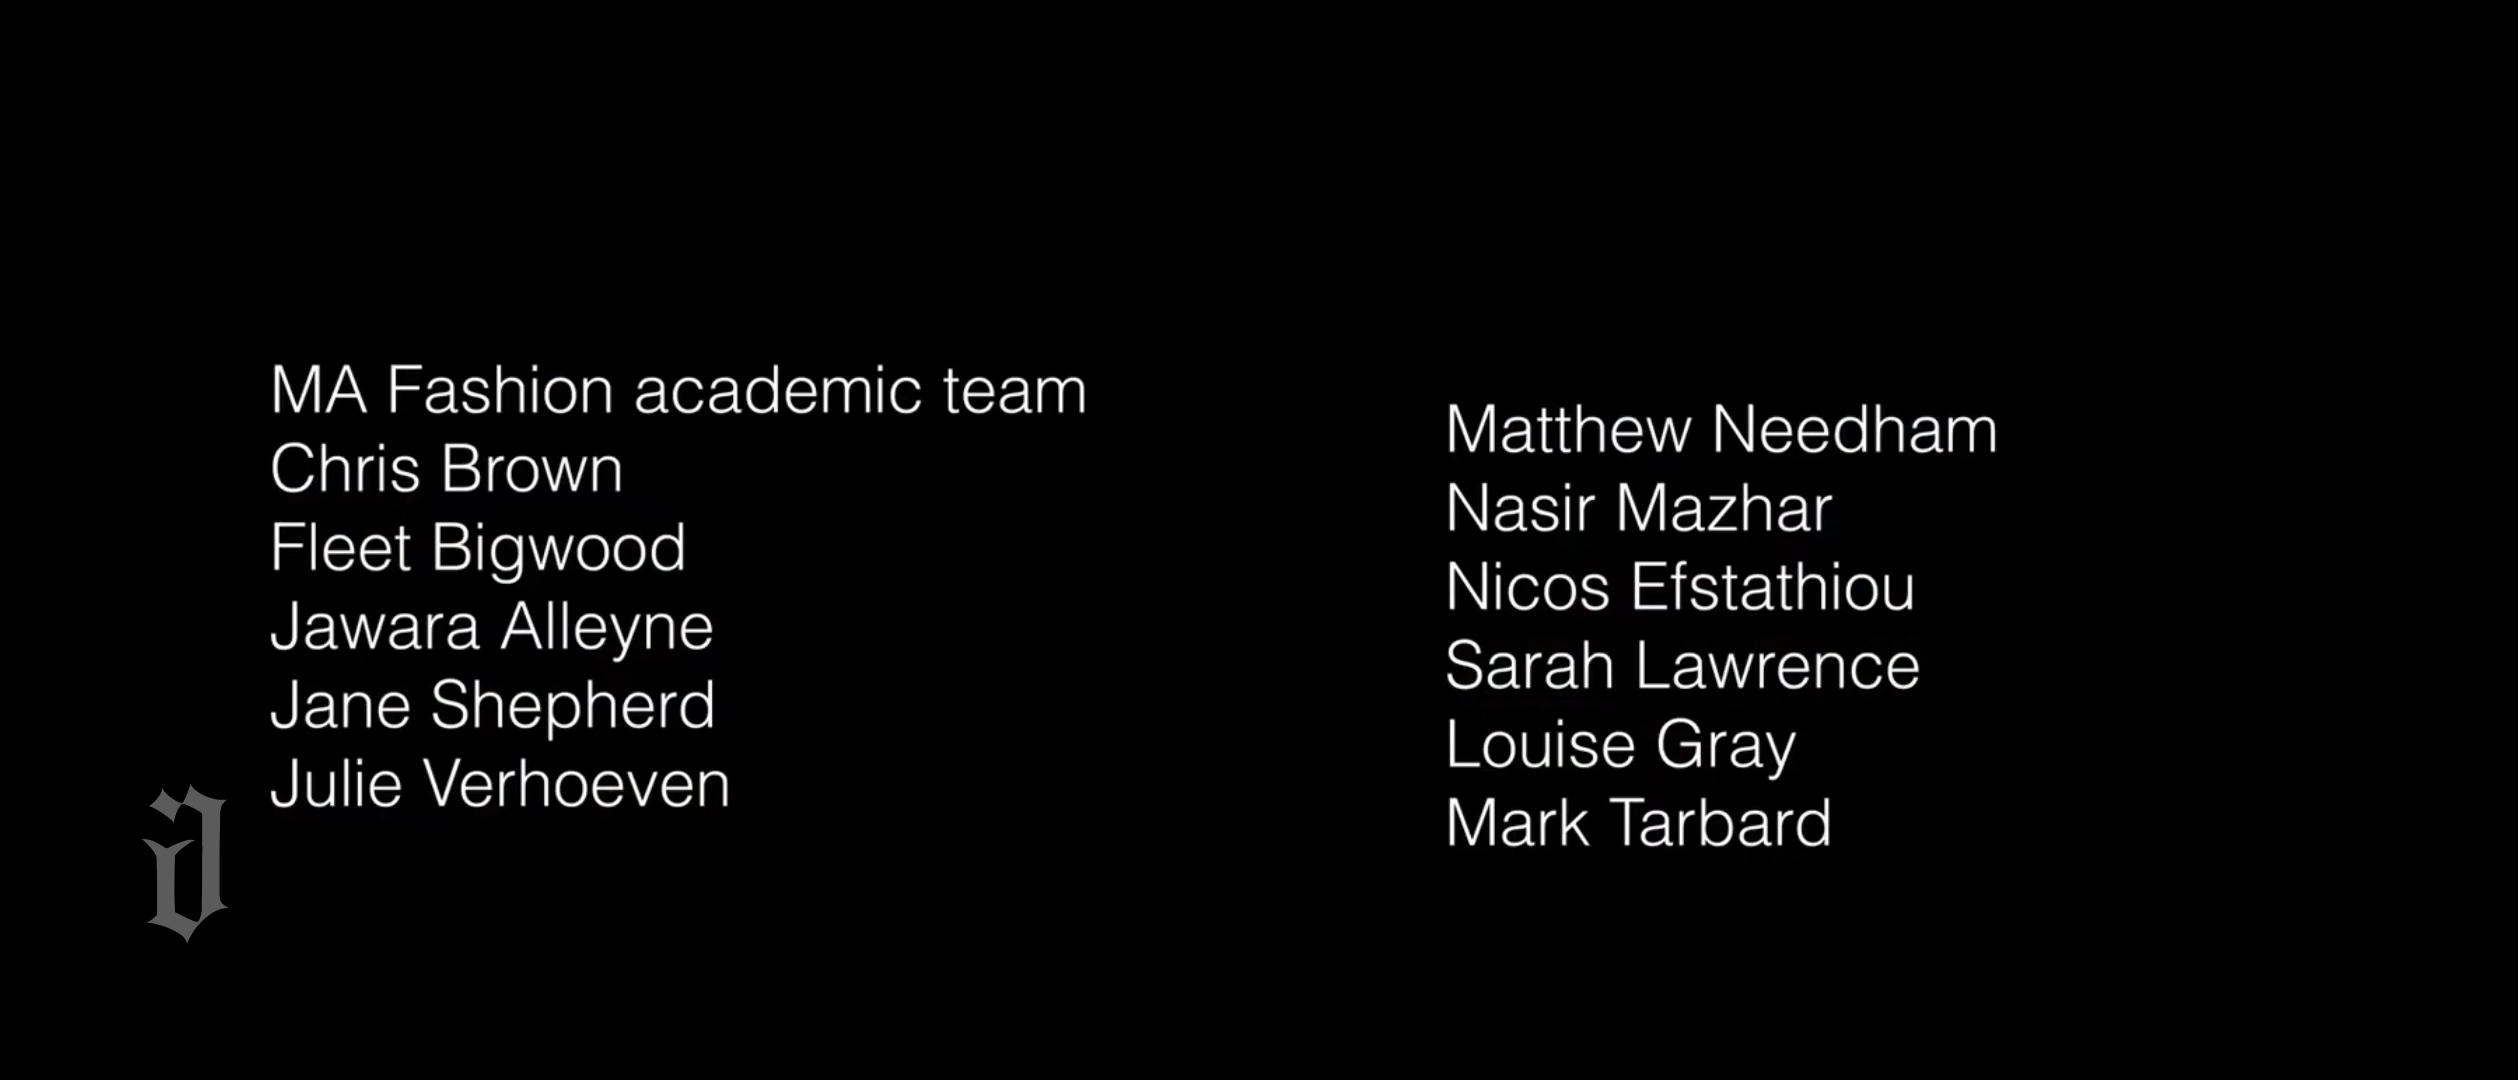 MA Fashion academic team
Chris Brown
Fleet Bigwood
Jawara Alleyne
Jane Shepherd
Julie Verhoeven
Matthew Needham
Nasir Mazhar
Nicos Efstathiou
Sarah Lawrence
Louise Gray
Mark Tarbard